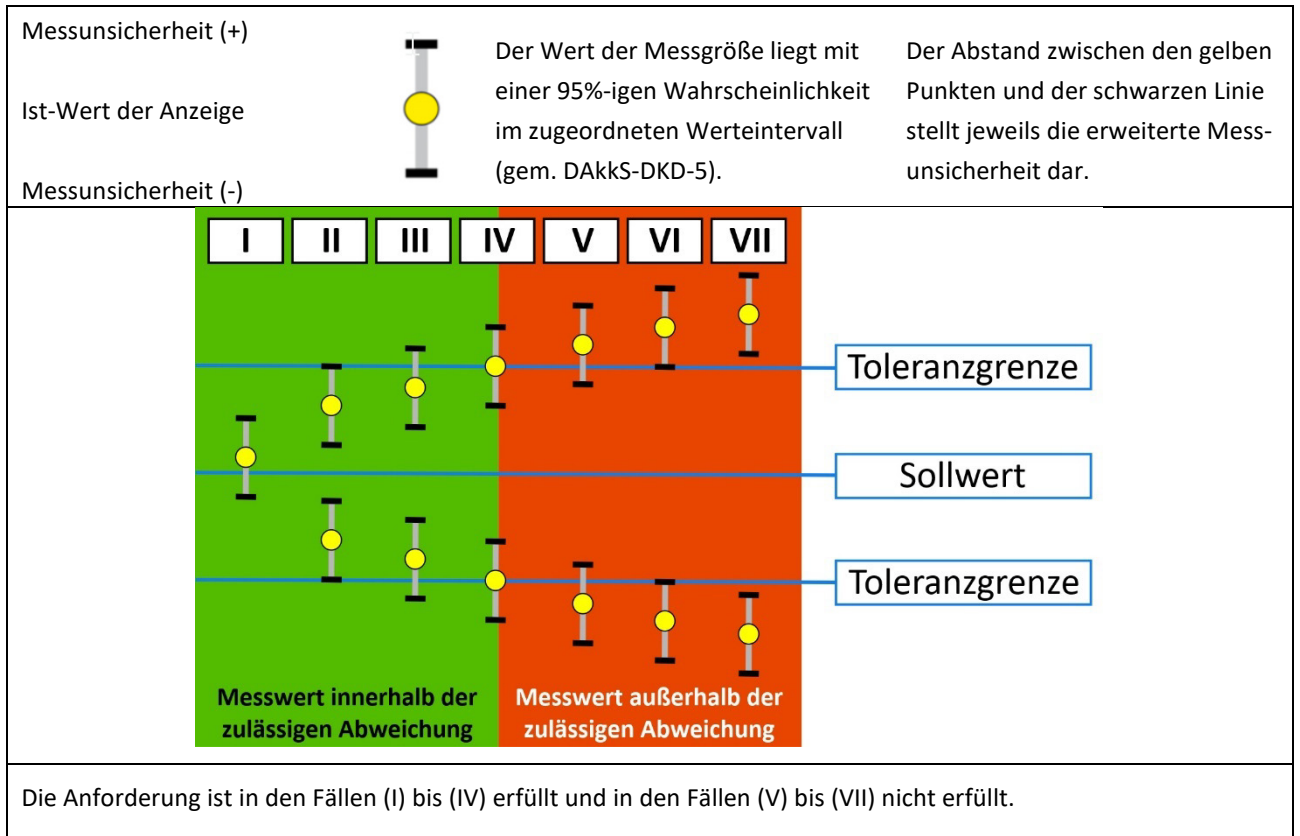 Messunsicherheit (+)
Ist-Wert der Anzeige
Messunsicherheit (-)
Der Wert der Messgröße liegt mit
einer 95%-igen Wahrscheinlichkeit
im zugeordneten Werteintervall
(gem. DAkkS-DKD-5).
Der Abstand zwischen den gelben
Punkten und der schwarzen Linie
stellt jeweils die erweiterte Mess-
unsicherheit dar.
I II III IV V VI VII
Toleranzgrenze
Sollwert
Toleranzgrenze
Messwert innerhalb der
zulässigen Abweichung
Messwert außerhalb der
zulässigen Abweichung
Die Anforderung ist in den Fällen (I) bis (IV) erfüllt und in den Fällen (V) bis (VII) nicht erfüllt.